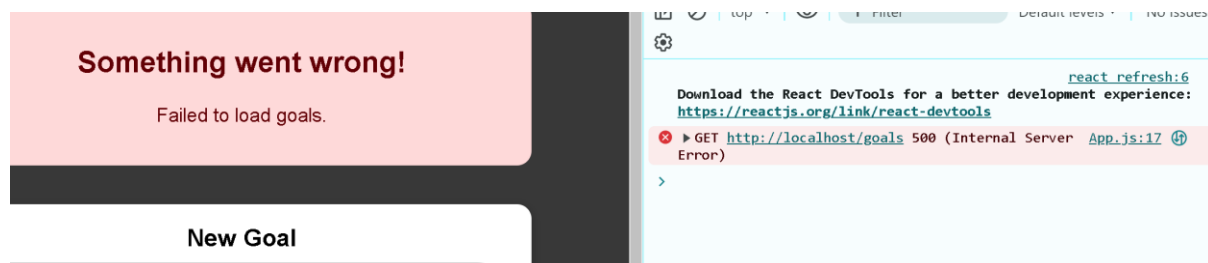 Something went wrong!
Failed to load goals.
New Goal
top
Filter
Default levels
No Issues
react refresh:6
Download the React DevTools for a better development experience:
https://reactjs.org/link/react-devtools
GET http://localhost/goals 500 (Internal Server App.js:17
Error)